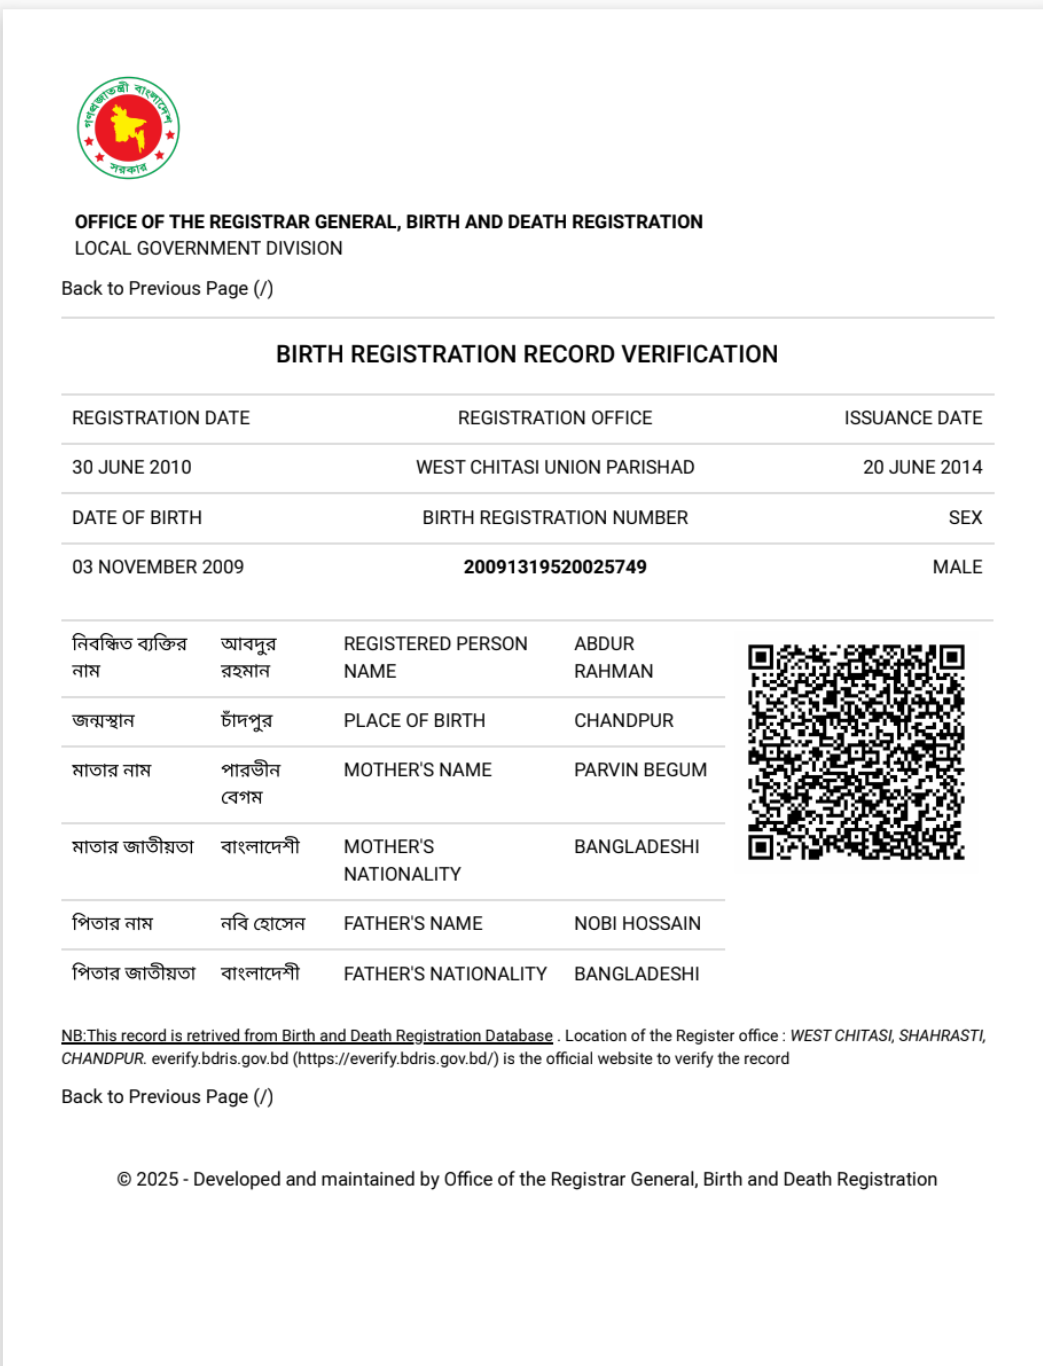 গণপ্রজাতন্ত্রী বাংলাদেশ
সরকার
OFFICE OF THE REGISTRAR GENERAL, BIRTH AND DEATH REGISTRATION
LOCAL GOVERNMENT DIVISION
Back to Previous Page (/)
BIRTH REGISTRATION RECORD VERIFICATION
REGISTRATION DATE REGISTRATION OFFICE ISSUANCE DATE
30 JUNE 2010 WEST CHITASI UNION PARISHAD 20 JUNE 2014
DATE OF BIRTH BIRTH REGISTRATION NUMBER SEX
03 NOVEMBER 2009 20091319520025749 MALE
নিবন্ধিত ব্যক্তির আবদুর REGISTERED PERSON ABDUR
নাম রহমান NAME RAHMAN
জন্মস্থান চাঁদপুর PLACE OF BIRTH CHANDPUR
মাতার নাম পারভীন MOTHER'S NAME PARVIN BEGUM
বেগম
মাতার জাতীয়তা বাংলাদেশী MOTHER'S BANGLADESHI
NATIONALITY
পিতার নাম নবি হোসেন FATHER'S NAME NOBI HOSSAIN
পিতার জাতীয়তা বাংলাদেশী FATHER'S NATIONALITY BANGLADESHI
NB:This record is retrived from Birth and Death Registration Database . Location of the Register office : WEST CHITASI, SHAHRASTI,
CHANDPUR. everify.bdris.gov.bd (https://everify.bdris.gov.bd/) is the official website to verify the record
Back to Previous Page (/)
© 2025 - Developed and maintained by Office of the Registrar General, Birth and Death Registration